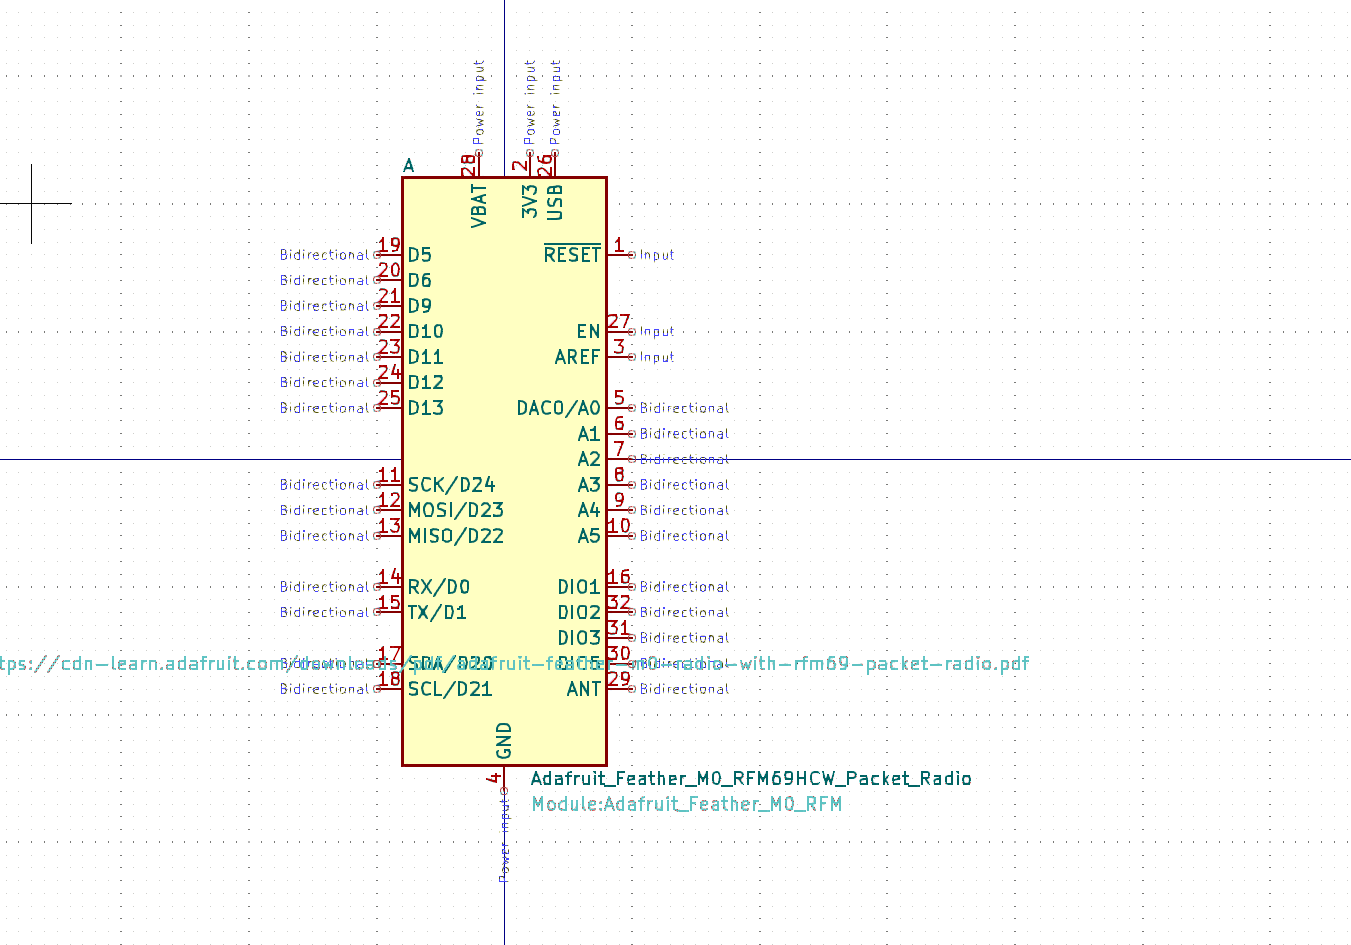 Power input Power input Power input
28 2 26
A
VBAT 3V3 USB
Bidirectional 19 D5 RESET 1 Input
Bidirectional 20 D6
Bidirectional 21 D9
Bidirectional 22 D10 EN 27 Input
Bidirectional 23 D11 AREF 3 Input
Bidirectional 24 D12
Bidirectional 25 D13 DAC0/A0 5 Bidirectional
A1 6 Bidirectional
A2 7 Bidirectional
Bidirectional 11 SCK/D24 A3 8 Bidirectional
Bidirectional 12 MOSI/D23 A4 9 Bidirectional
Bidirectional 13 MISO/D22 A5 10 Bidirectional
Bidirectional 14 RX/D0 DIO1 16 Bidirectional
Bidirectional 15 TX/D1 DIO2 32 Bidirectional
DIO3 31 Bidirectional
Bidirectional 17 SDA/D20 DIO5 30 Bidirectional
tps://cdn-learn.adafruit.com/downloads/pdf/adafruit-feather-m0-radio-with-rfm69-packet-radio.pdf
Bidirectional 18 SCL/D21 ANT 29 Bidirectional
GND
4
Power input
Adafruit_Feather_M0_RFM69HCW_Packet_Radio
Module:Adafruit_Feather_M0_RFM